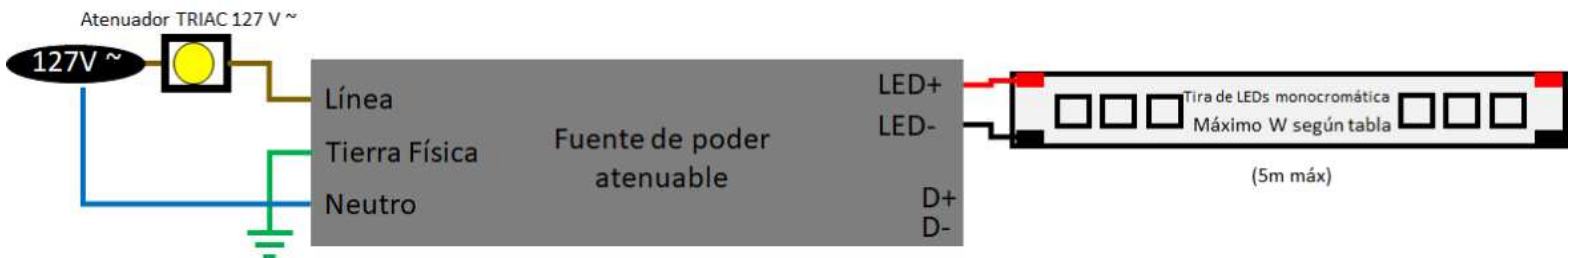 Atenuador TRIAC 127 V ~
127V ~
Línea
Tierra Física
Neutro
Fuente de poder
atenuable
LED+
LED-
D+
D-
Tira de LEDs monocromática
Máximo W según tabla
(5m máx)